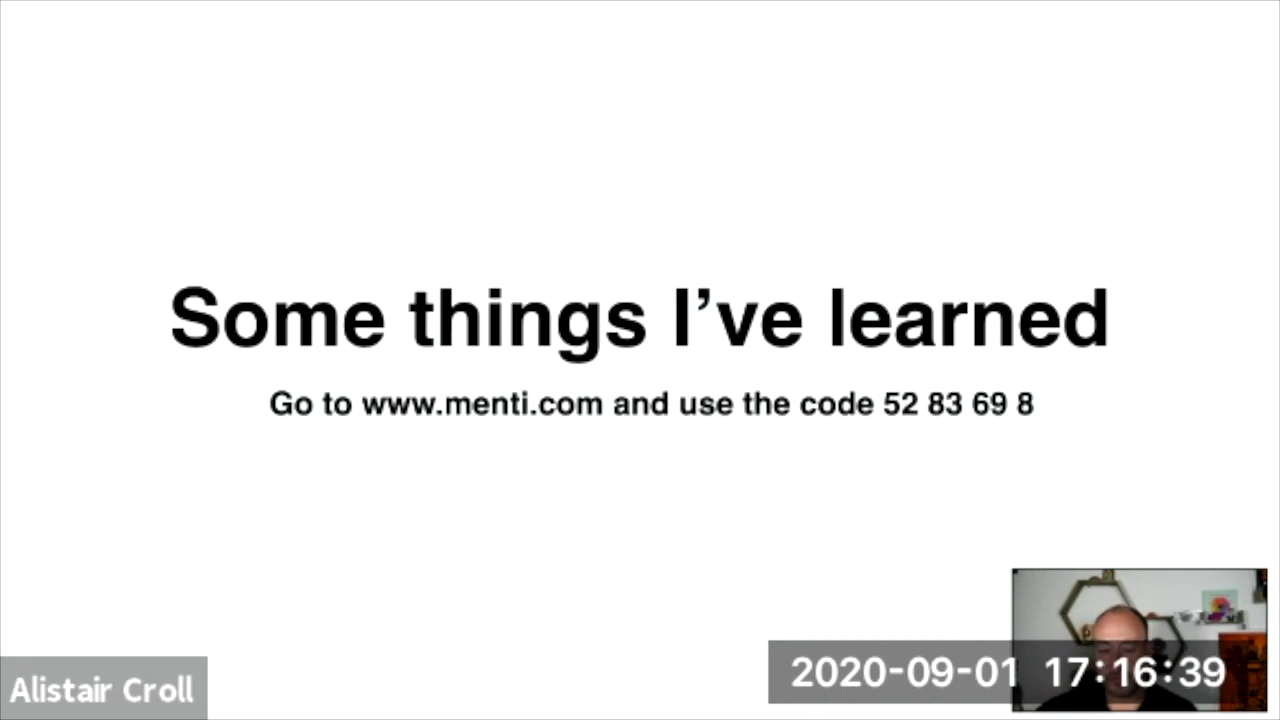 Some things I’ve learned
Go to www.menti.com and use the code 52 83 69 8
Alistair Croll
2020-09-01 17:16:39